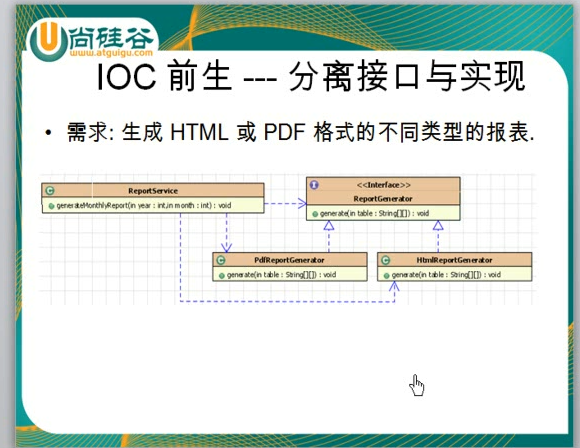 尚硅谷
www.atguigu.com
IOC 前生 --- 分离接口与实现
• 需求: 生成 HTML 或 PDF 格式的不同类型的报表.
ReportService
generateMonthlyReport(in year : int,in month : int) : void
<<Interface>>
ReportGenerator
generate(in table : String[][]) : void
PdfReportGenerator
generate(in table : String[][]) : void
HtmlReportGenerator
generate(in table : String[][]) : void